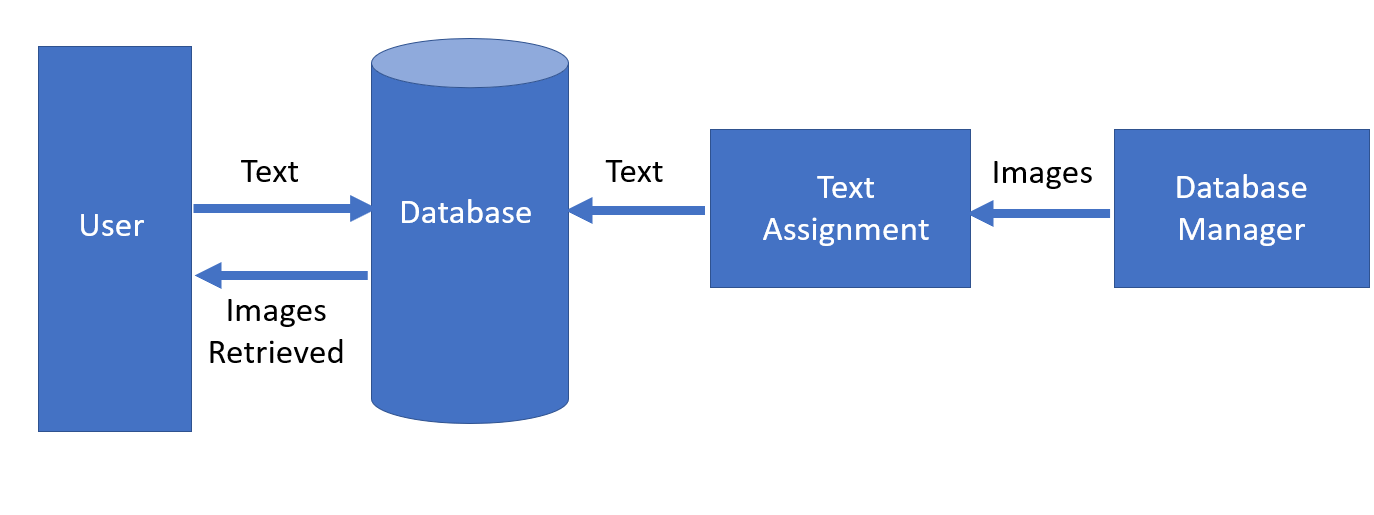 User
Text
Images
Retrieved
Database
Text
Text
Assignment
Images
Database
Manager